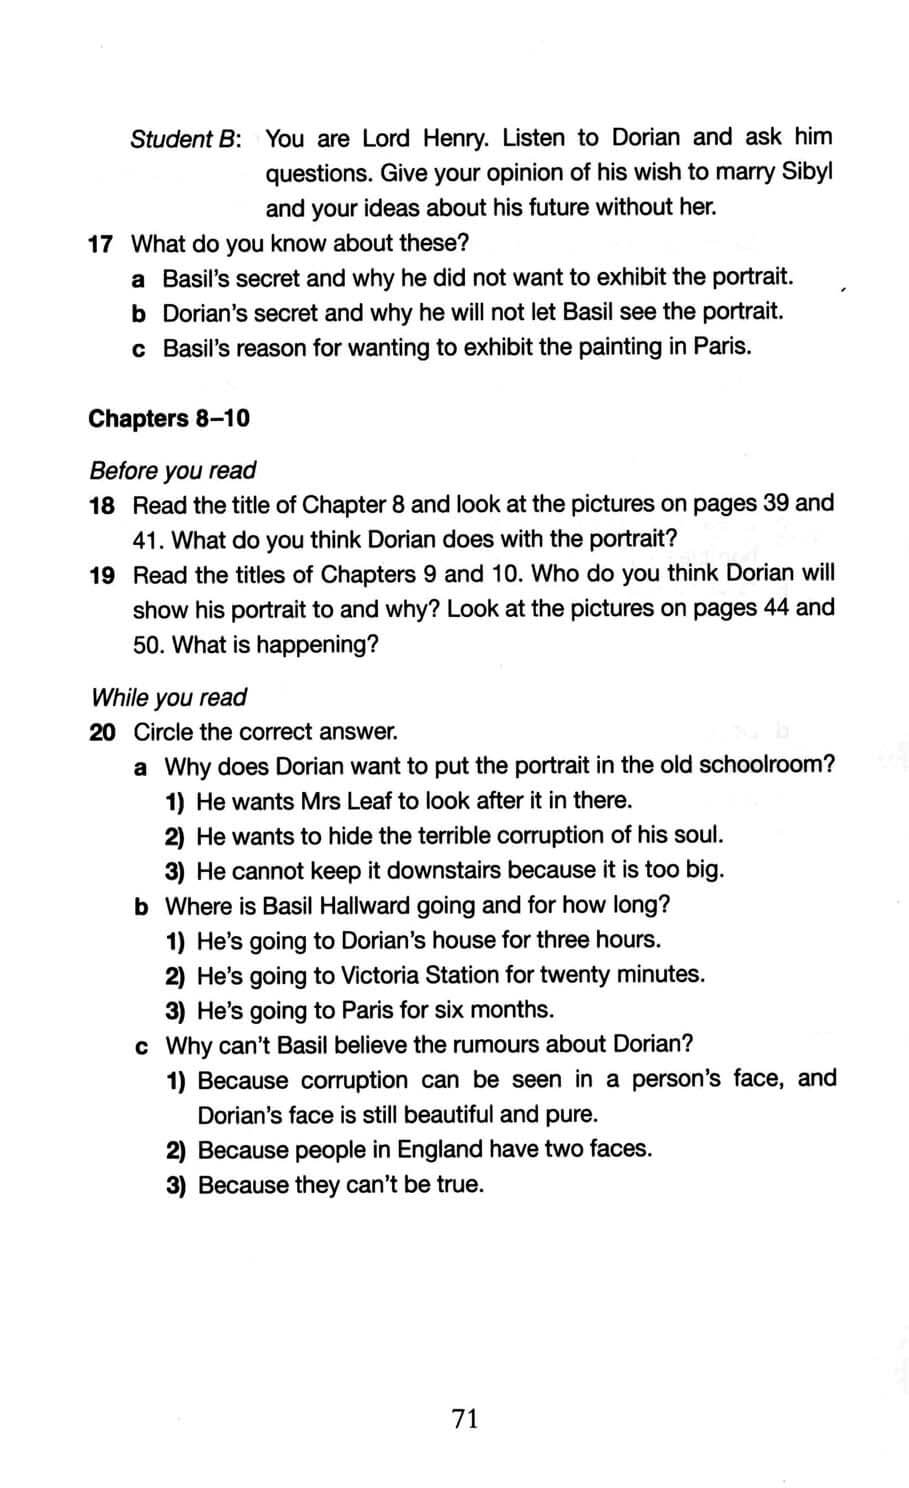 Student B: You are Lord Henry. Listen to Dorian and ask him
questions. Give your opinion of his wish to marry Sibyl
and your ideas about his future without her.
17 What do you know about these?
a Basil's secret and why he did not want to exhibit the portrait.
b Dorian's secret and why he will not let Basil see the portrait.
c Basil's reason for wanting to exhibit the painting in Paris.
Chapters 8–10
Before you read
18 Read the title of Chapter 8 and look at the pictures on pages 39 and
41. What do you think Dorian does with the portrait?
19 Read the titles of Chapters 9 and 10. Who do you think Dorian will
show his portrait to and why? Look at the pictures on pages 44 and
50. What is happening?
While you read
20 Circle the correct answer.
a Why does Dorian want to put the portrait in the old schoolroom?
1) He wants Mrs Leaf to look after it in there.
2) He wants to hide the terrible corruption of his soul.
3) He cannot keep it downstairs because it is too big.
b Where is Basil Hallward going and for how long?
1) He's going to Dorian's house for three hours.
2) He's going to Victoria Station for twenty minutes.
3) He's going to Paris for six months.
c Why can't Basil believe the rumours about Dorian?
1) Because corruption can be seen in a person's face, and
Dorian's face is still beautiful and pure.
2) Because people in England have two faces.
3) Because they can't be true.
71